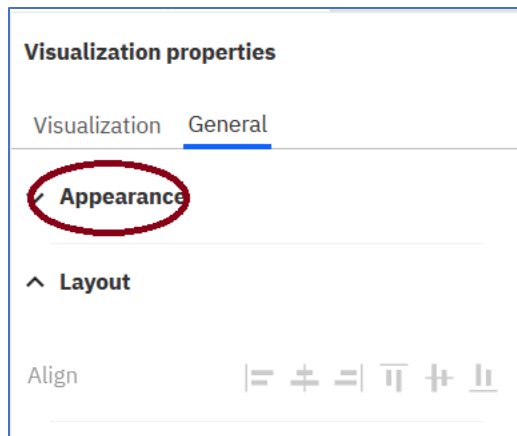 Visualization properties
Visualization General
Appearance
Layout
Align